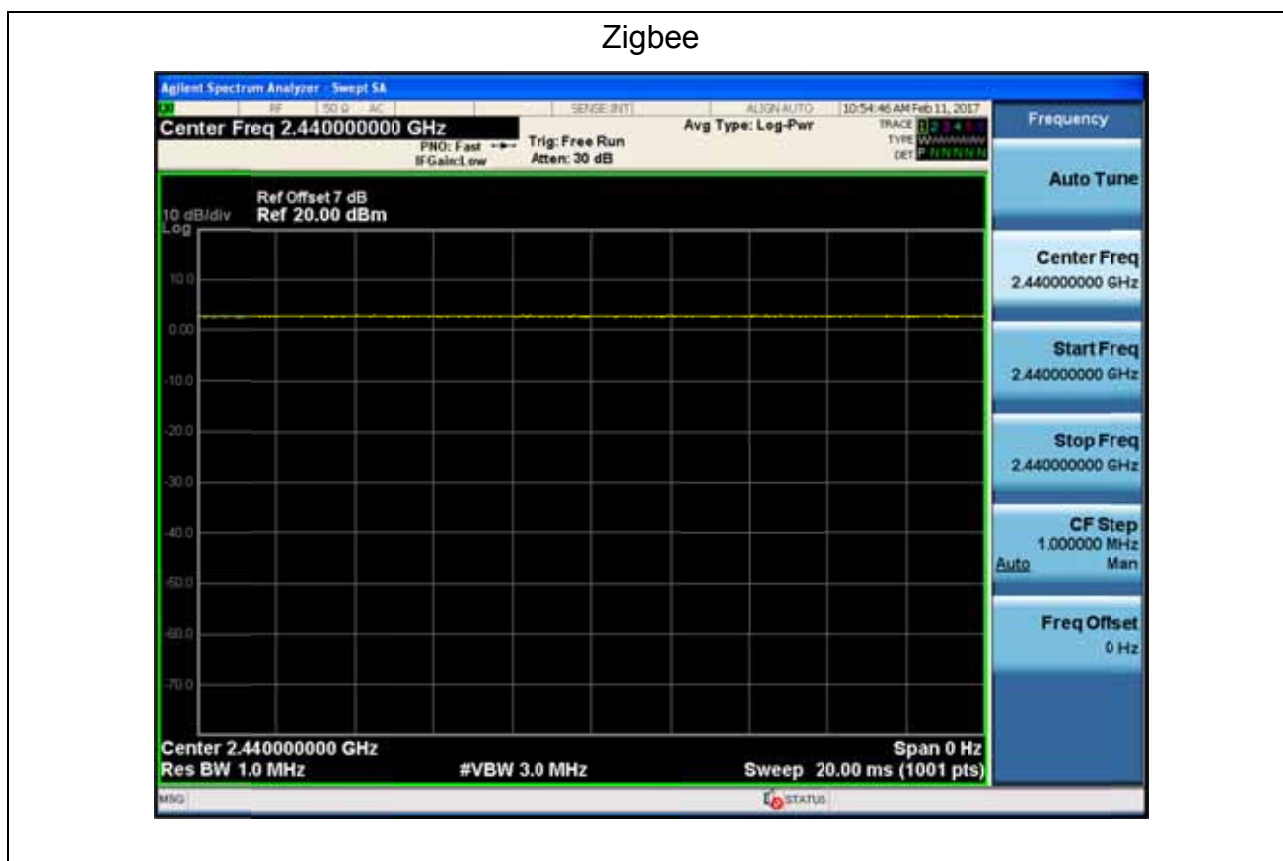 Zigbee
Agilent Spectrum Analyzer - Swept SA
RF 50 Ω AC SENSE:INT ALIGN AUTO 10:54:46 AM Feb 11, 2017
Center Freq 2.440000000 GHz
PNO: Fast
IFGain:Low
Trig: Free Run
Atten: 30 dB
Avg Type: Log-Pwr
TRACE 1 2 3 4 5 6
TYPE
DET P N N N N N
Ref Offset 7 dB
10 dB/div Ref 20.00 dBm
Log
10.0
0.00
-10.0
-20.0
-30.0
-40.0
-50.0
-60.0
-70.0
Center 2.440000000 GHz
Span 0 Hz
Res BW 1.0 MHz
#VBW 3.0 MHz
Sweep 20.00 ms (1001 pts)
MSG
STATUS
Frequency
Auto Tune
Center Freq
2.440000000 GHz
Start Freq
2.440000000 GHz
Stop Freq
2.440000000 GHz
CF Step
1.000000 MHz
Auto Man
Freq Offset
0 Hz